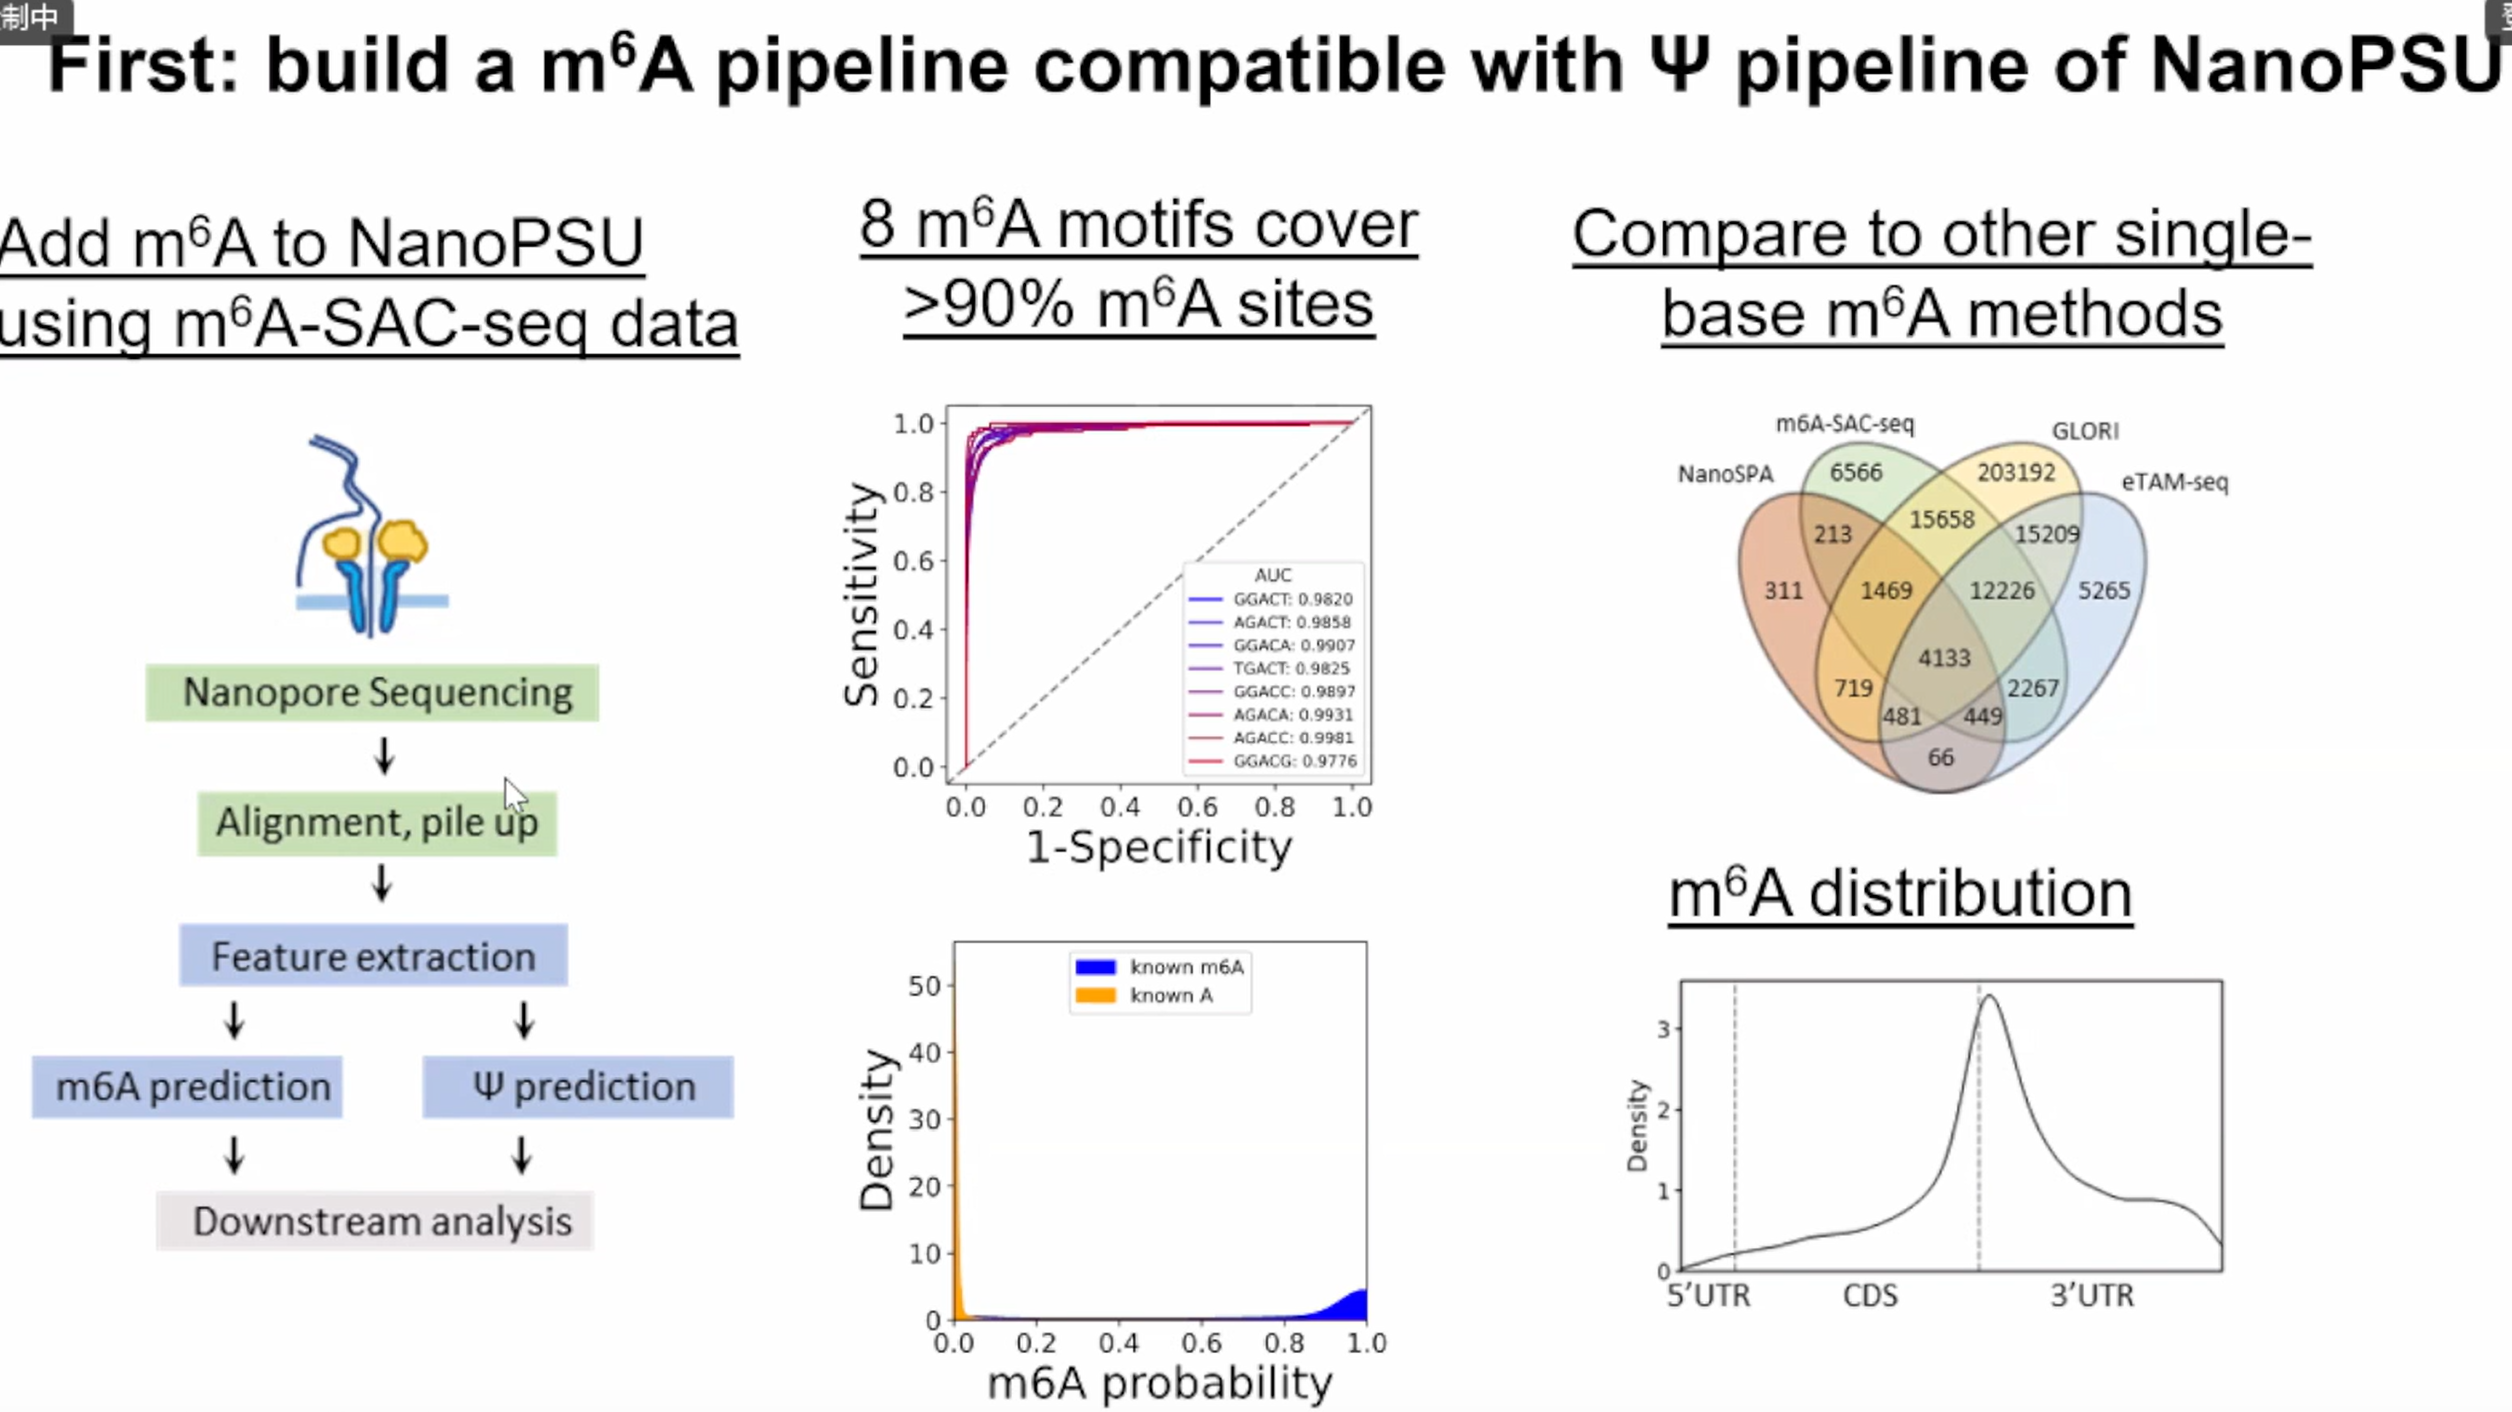 制中
First: build a m⁶A pipeline compatible with Ψ pipeline of NanoPSU
Add m⁶A to NanoPSU
using m⁶A-SAC-seq data
Nanopore Sequencing
Alignment, pile up
Feature extraction
m6A prediction
Ψ prediction
Downstream analysis
8 m⁶A motifs cover
>90% m⁶A sites
Sensitivity
1.0
0.8
0.6
0.4
0.2
0.0
AUC
GGACT: 0.9820
AGACT: 0.9858
GGACA: 0.9907
TGACT: 0.9825
GGACC: 0.9897
AGACA: 0.9931
AGACC: 0.9981
GGACG: 0.9776
0.0 0.2 0.4 0.6 0.8 1.0
1-Specificity
known m6A
known A
Density
50
40
30
20
10
0
0.0 0.2 0.4 0.6 0.8 1.0
m6A probability
Compare to other single-
base m⁶A methods
m6A-SAC-seq
GLORI
NanoSPA
eTAM-seq
6566
203192
15658
213
15209
311
1469
12226
5265
4133
719
2267
481
449
66
m⁶A distribution
Density
3
2
1
0
5’UTR
CDS
3’UTR